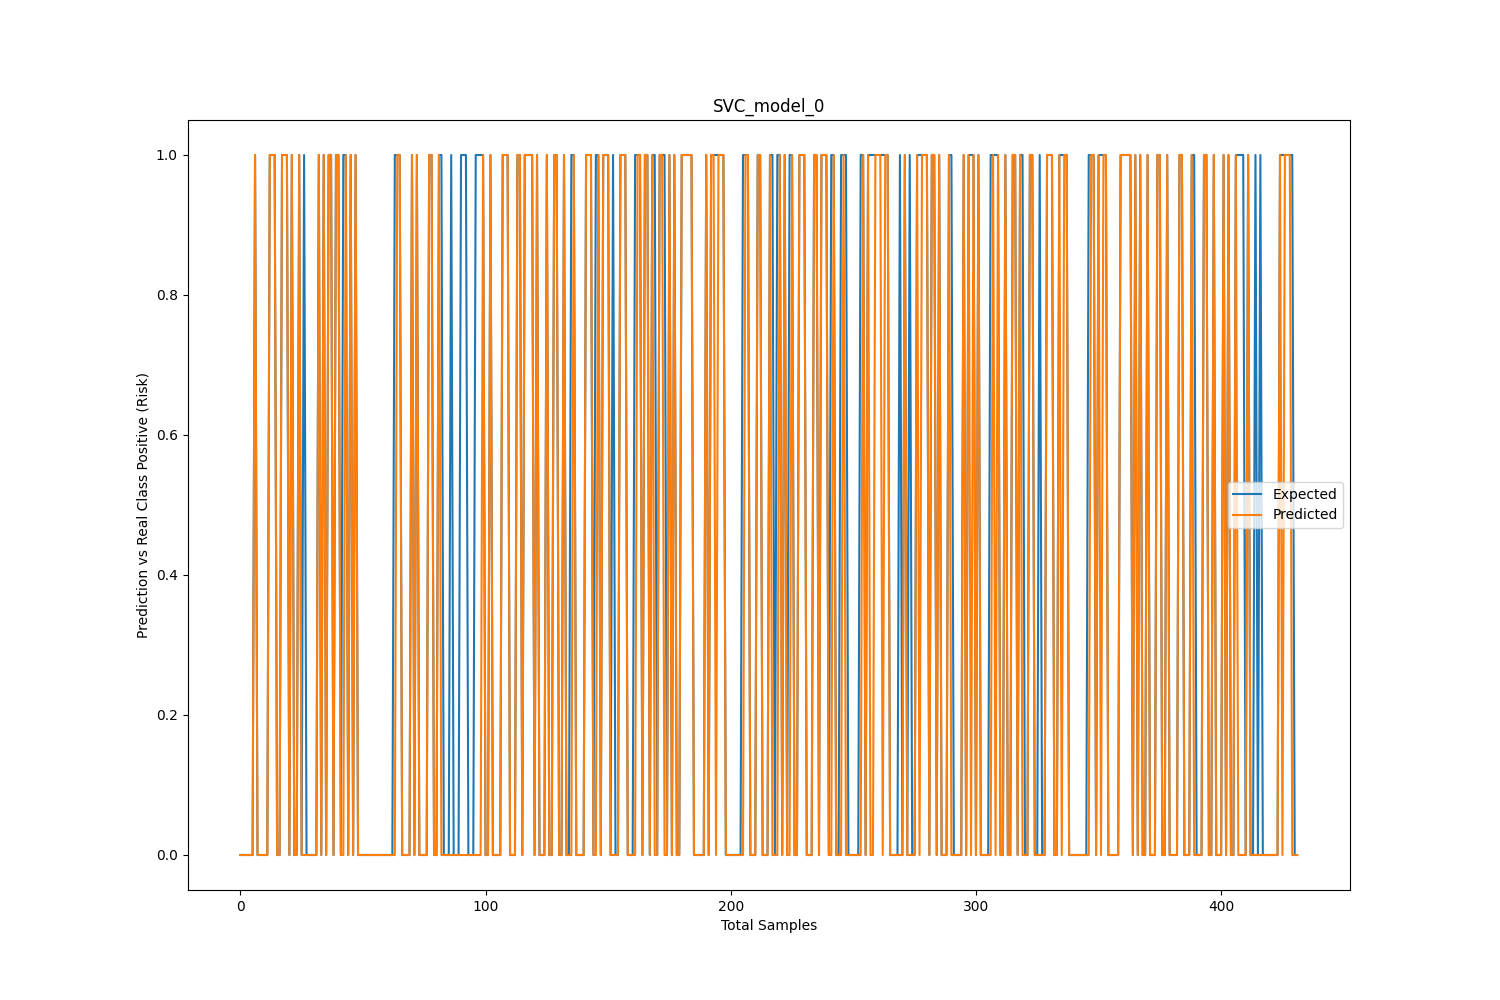 SVC_model_0
Prediction vs Real Class Positive (Risk)
1.0
0.8
0.6
0.4
0.2
0.0
Expected
Predicted
0 100 200 300 400
Total Samples